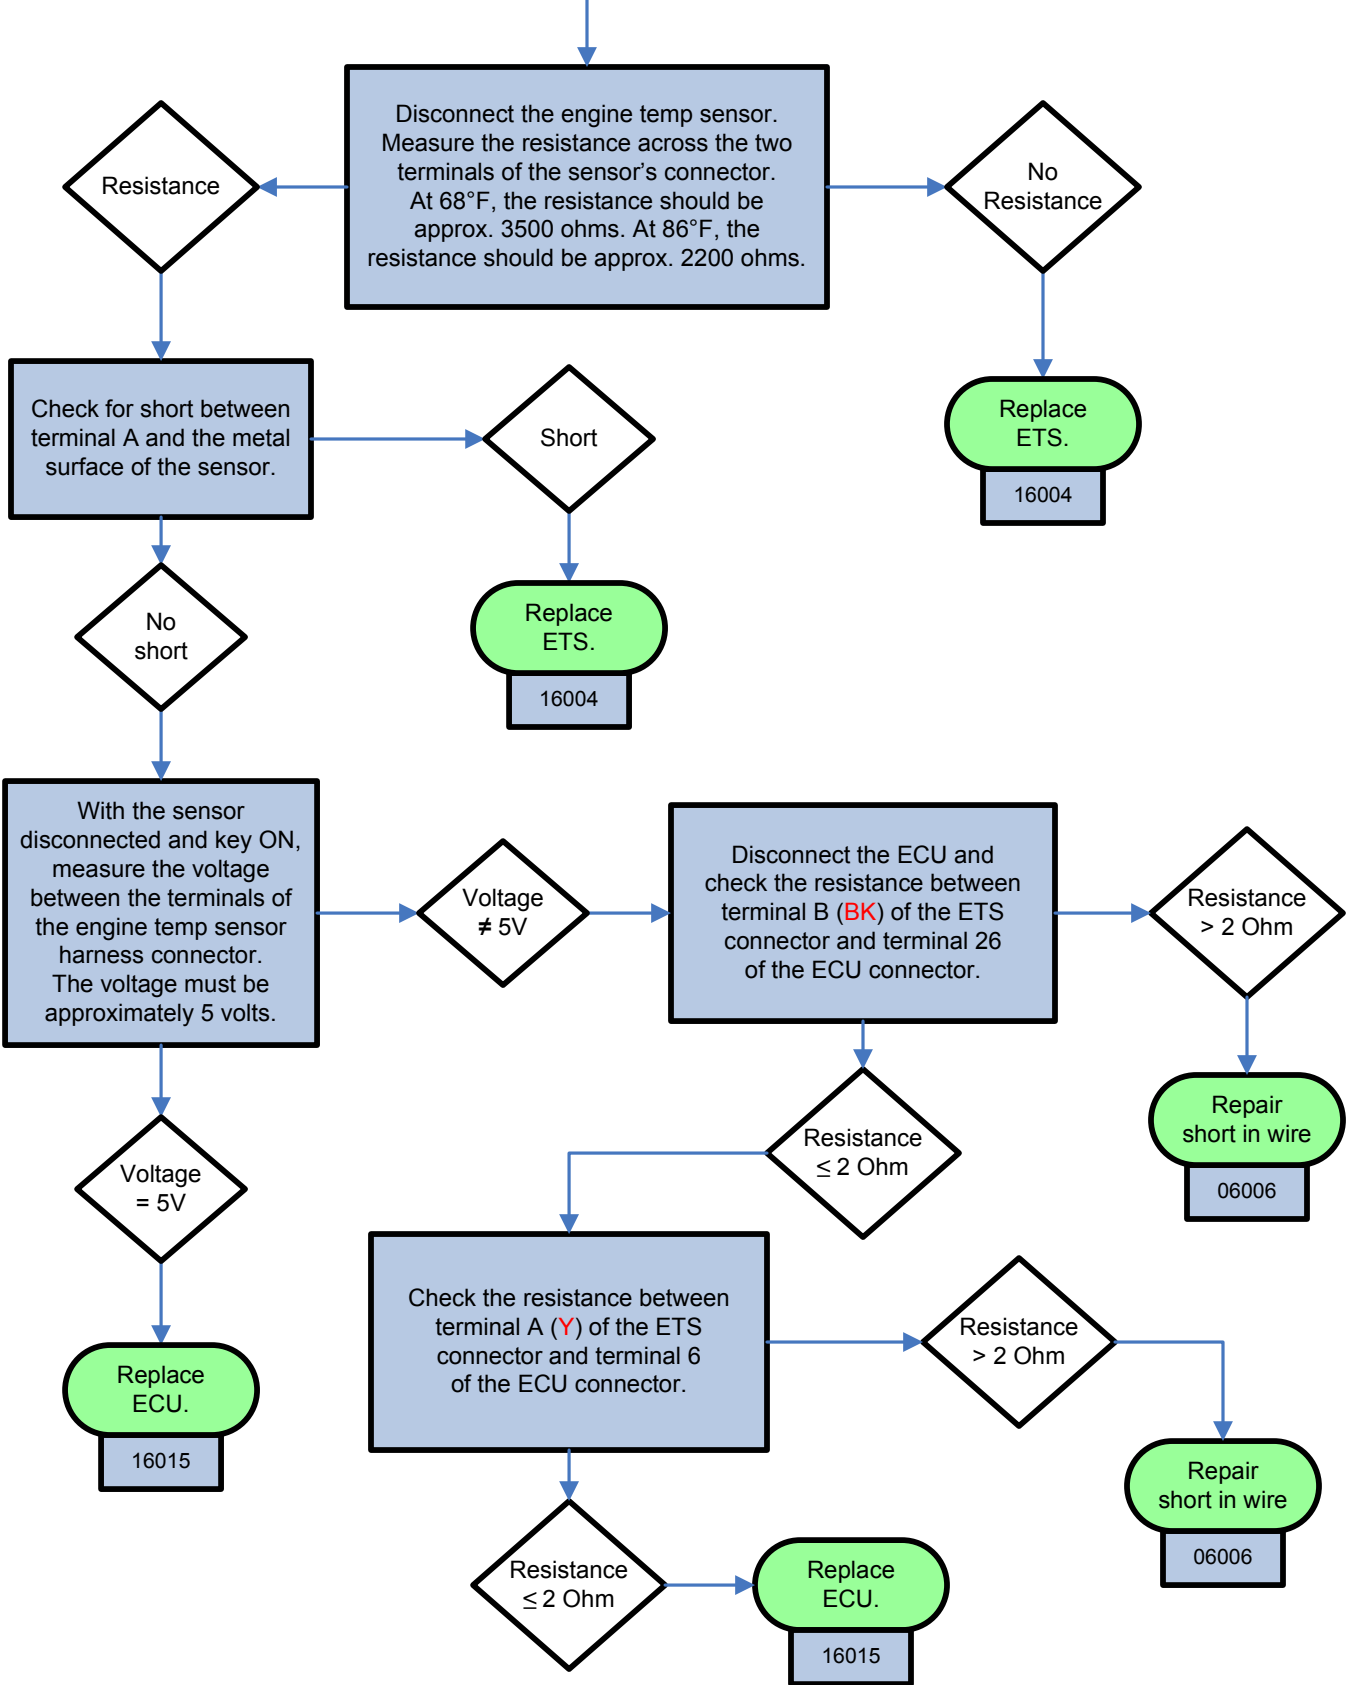 Disconnect the engine temp sensor.
Measure the resistance across the two
terminals of the sensor’s connector.
At 68°F, the resistance should be
approx. 3500 ohms. At 86°F, the
resistance should be approx. 2200 ohms.
Resistance
No
Resistance
Replace
ETS.
16004
Check for short between
terminal A and the metal
surface of the sensor.
Short
Replace
ETS.
16004
No
short
With the sensor
disconnected and key ON,
measure the voltage
between the terminals of
the engine temp sensor
harness connector.
The voltage must be
approximately 5 volts.
Voltage
≠ 5V
Disconnect the ECU and
check the resistance between
terminal B (BK) of the ETS
connector and terminal 26
of the ECU connector.
Resistance
> 2 Ohm
Repair
short in wire
06006
Resistance
≤ 2 Ohm
Voltage
= 5V
Replace
ECU.
16015
Check the resistance between
terminal A (Y) of the ETS
connector and terminal 6
of the ECU connector.
Resistance
> 2 Ohm
Repair
short in wire
06006
Resistance
≤ 2 Ohm
Replace
ECU.
16015